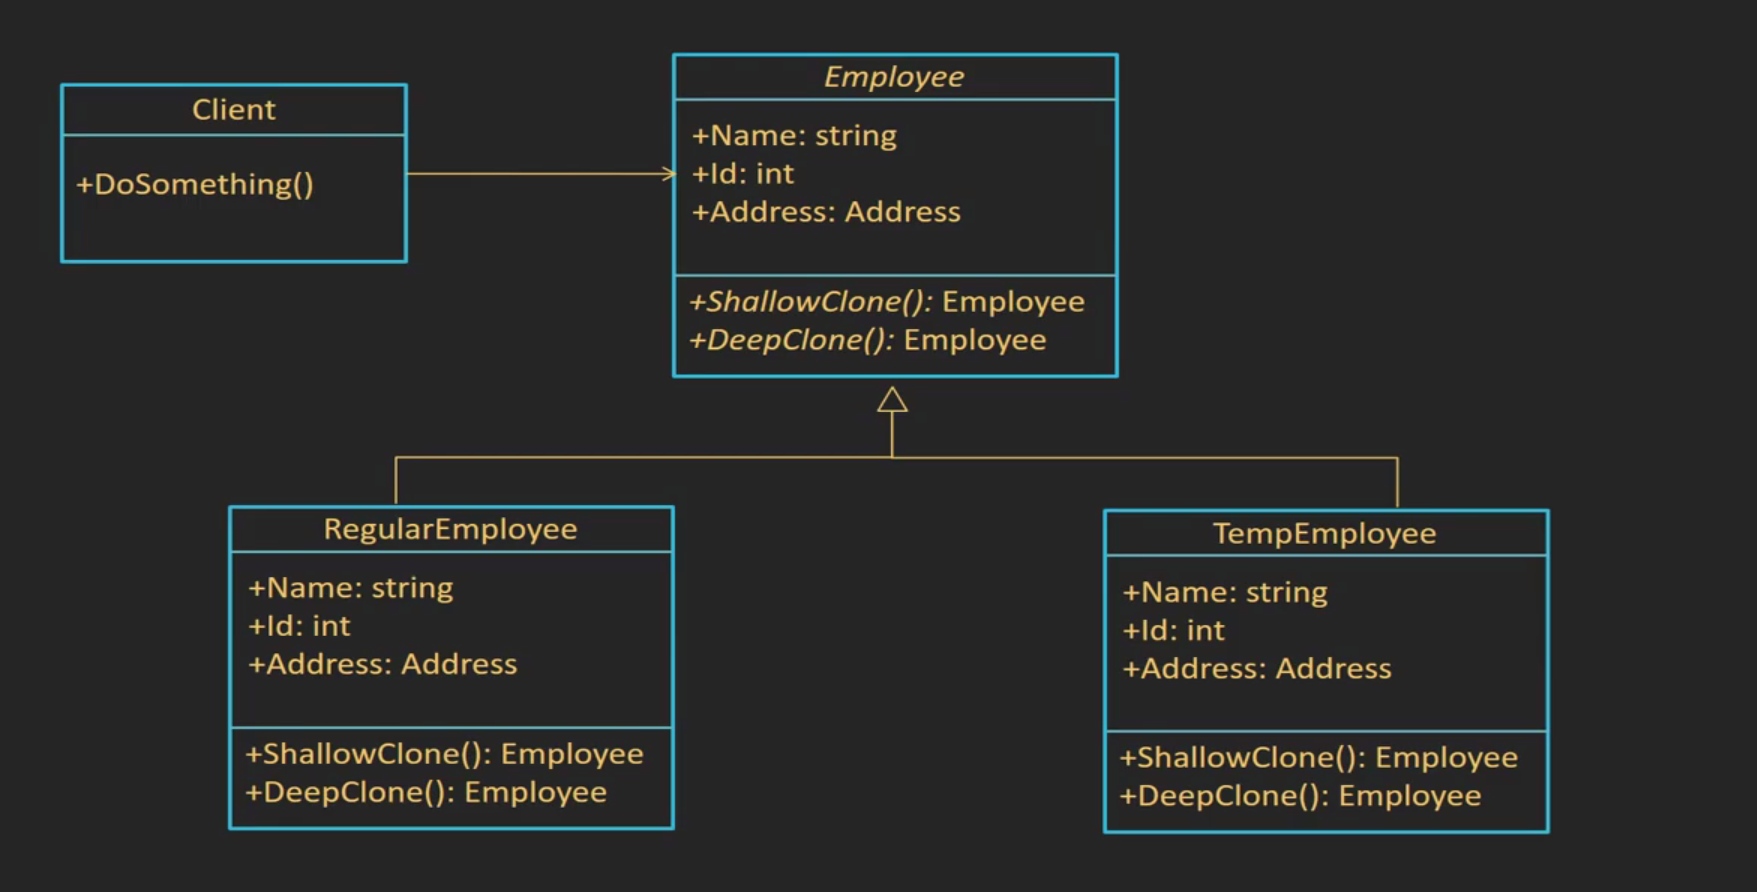 Client
+DoSomething()
Employee
+Name: string
+Id: int
+Address: Address
+ShallowClone(): Employee
+DeepClone(): Employee
RegularEmployee
+Name: string
+Id: int
+Address: Address
+ShallowClone(): Employee
+DeepClone(): Employee
TempEmployee
+Name: string
+Id: int
+Address: Address
+ShallowClone(): Employee
+DeepClone(): Employee